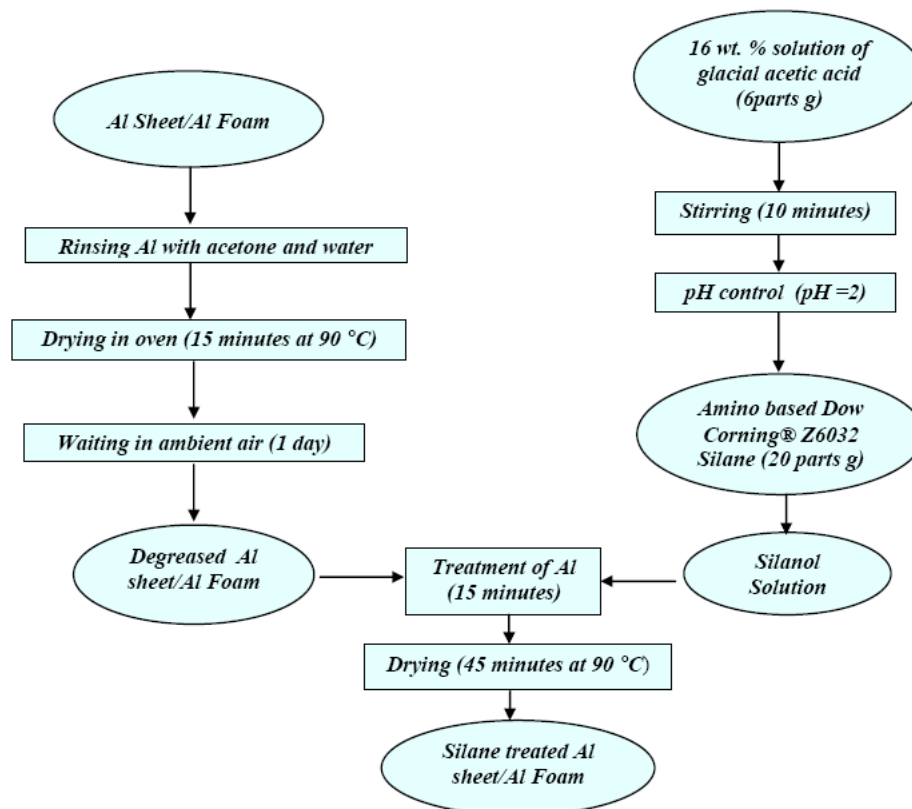 Al Sheet/Al Foam
Rinsing Al with acetone and water
Drying in oven (15 minutes at 90 °C)
Waiting in ambient air (1 day)
Degreased Al
sheet/Al Foam
16 wt. % solution of
glacial acetic acid
(6parts g)
Stirring (10 minutes)
pH control (pH =2)
Amino based Dow
Corning® Z6032
Silane (20 parts g)
Silanol
Solution
Treatment of Al
(15 minutes)
Drying (45 minutes at 90 °C)
Silane treated Al
sheet/Al Foam